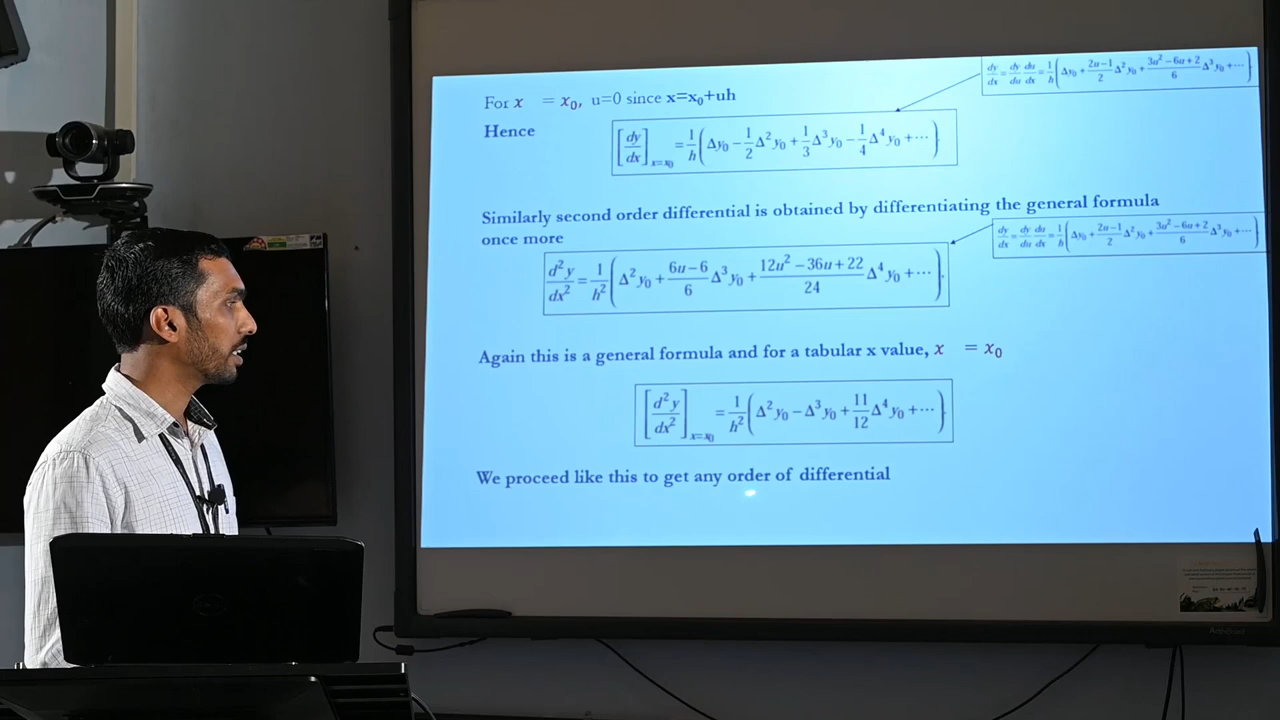 dy/dx = dy/du du/dx = 1/h (Δy₀ + (2u−1)/2 Δ²y₀ + (3u²−6u+2)/6 Δ³y₀ + ⋯)
For x = x₀, u=0 since x=x₀+uh
Hence
[dy/dx]ₓ₌ₓ₀ = 1/h (Δy₀ − 1/2 Δ²y₀ + 1/3 Δ³y₀ − 1/4 Δ⁴y₀ + ⋯)
Similarly second order differential is obtained by differentiating the general formula
once more
dy/dx = dy/du du/dx = 1/h (Δy₀ + (2u−1)/2 Δ²y₀ + (3u²−6u+2)/6 Δ³y₀ + ⋯)
d²y/dx² = 1/h² (Δ²y₀ + (6u−6)/6 Δ³y₀ + (12u²−36u+22)/24 Δ⁴y₀ + ⋯).
Again this is a general formula and for a tabular x value, x = x₀
[d²y/dx²]ₓ₌ₓ₀ = 1/h² (Δ²y₀ − Δ³y₀ + 11/12 Δ⁴y₀ + ⋯)
We proceed like this to get any order of differential